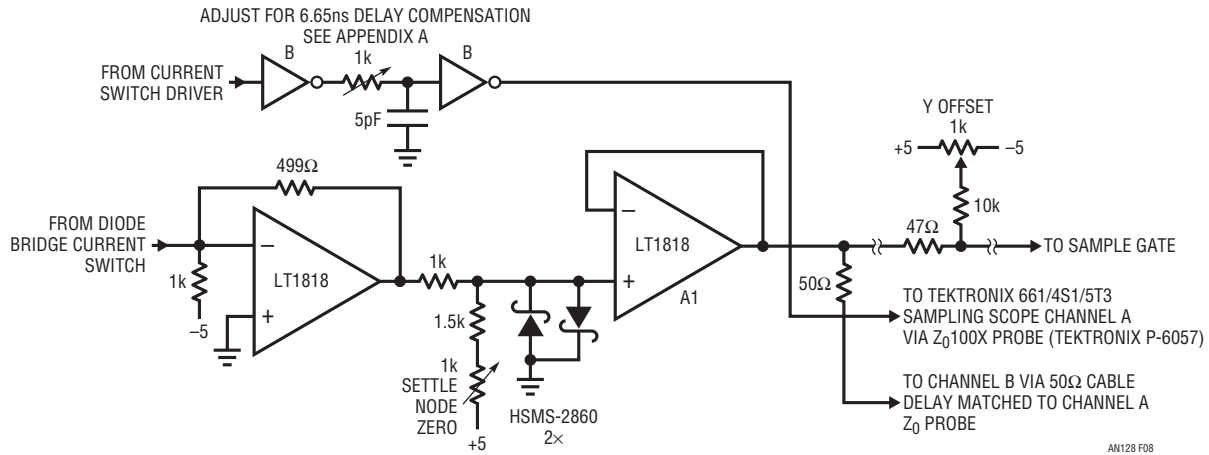 ADJUST FOR 6.65ns DELAY COMPENSATION
SEE APPENDIX A
B
1k
B
FROM CURRENT
SWITCH DRIVER
5pF
Y OFFSET
1k
+5
–5
499Ω
10k
FROM DIODE
BRIDGE CURRENT
SWITCH
–
LT1818
+
1k
–5
1k
–
LT1818
+
A1
47Ω
TO SAMPLE GATE
50Ω
1.5k
1k
SETTLE
NODE
ZERO
+5
HSMS-2860
2×
TO TEKTRONIX 661/4S1/5T3
SAMPLING SCOPE CHANNEL A
VIA Z0100X PROBE (TEKTRONIX P-6057)
TO CHANNEL B VIA 50Ω CABLE
DELAY MATCHED TO CHANNEL A
Z0 PROBE
AN128 F08